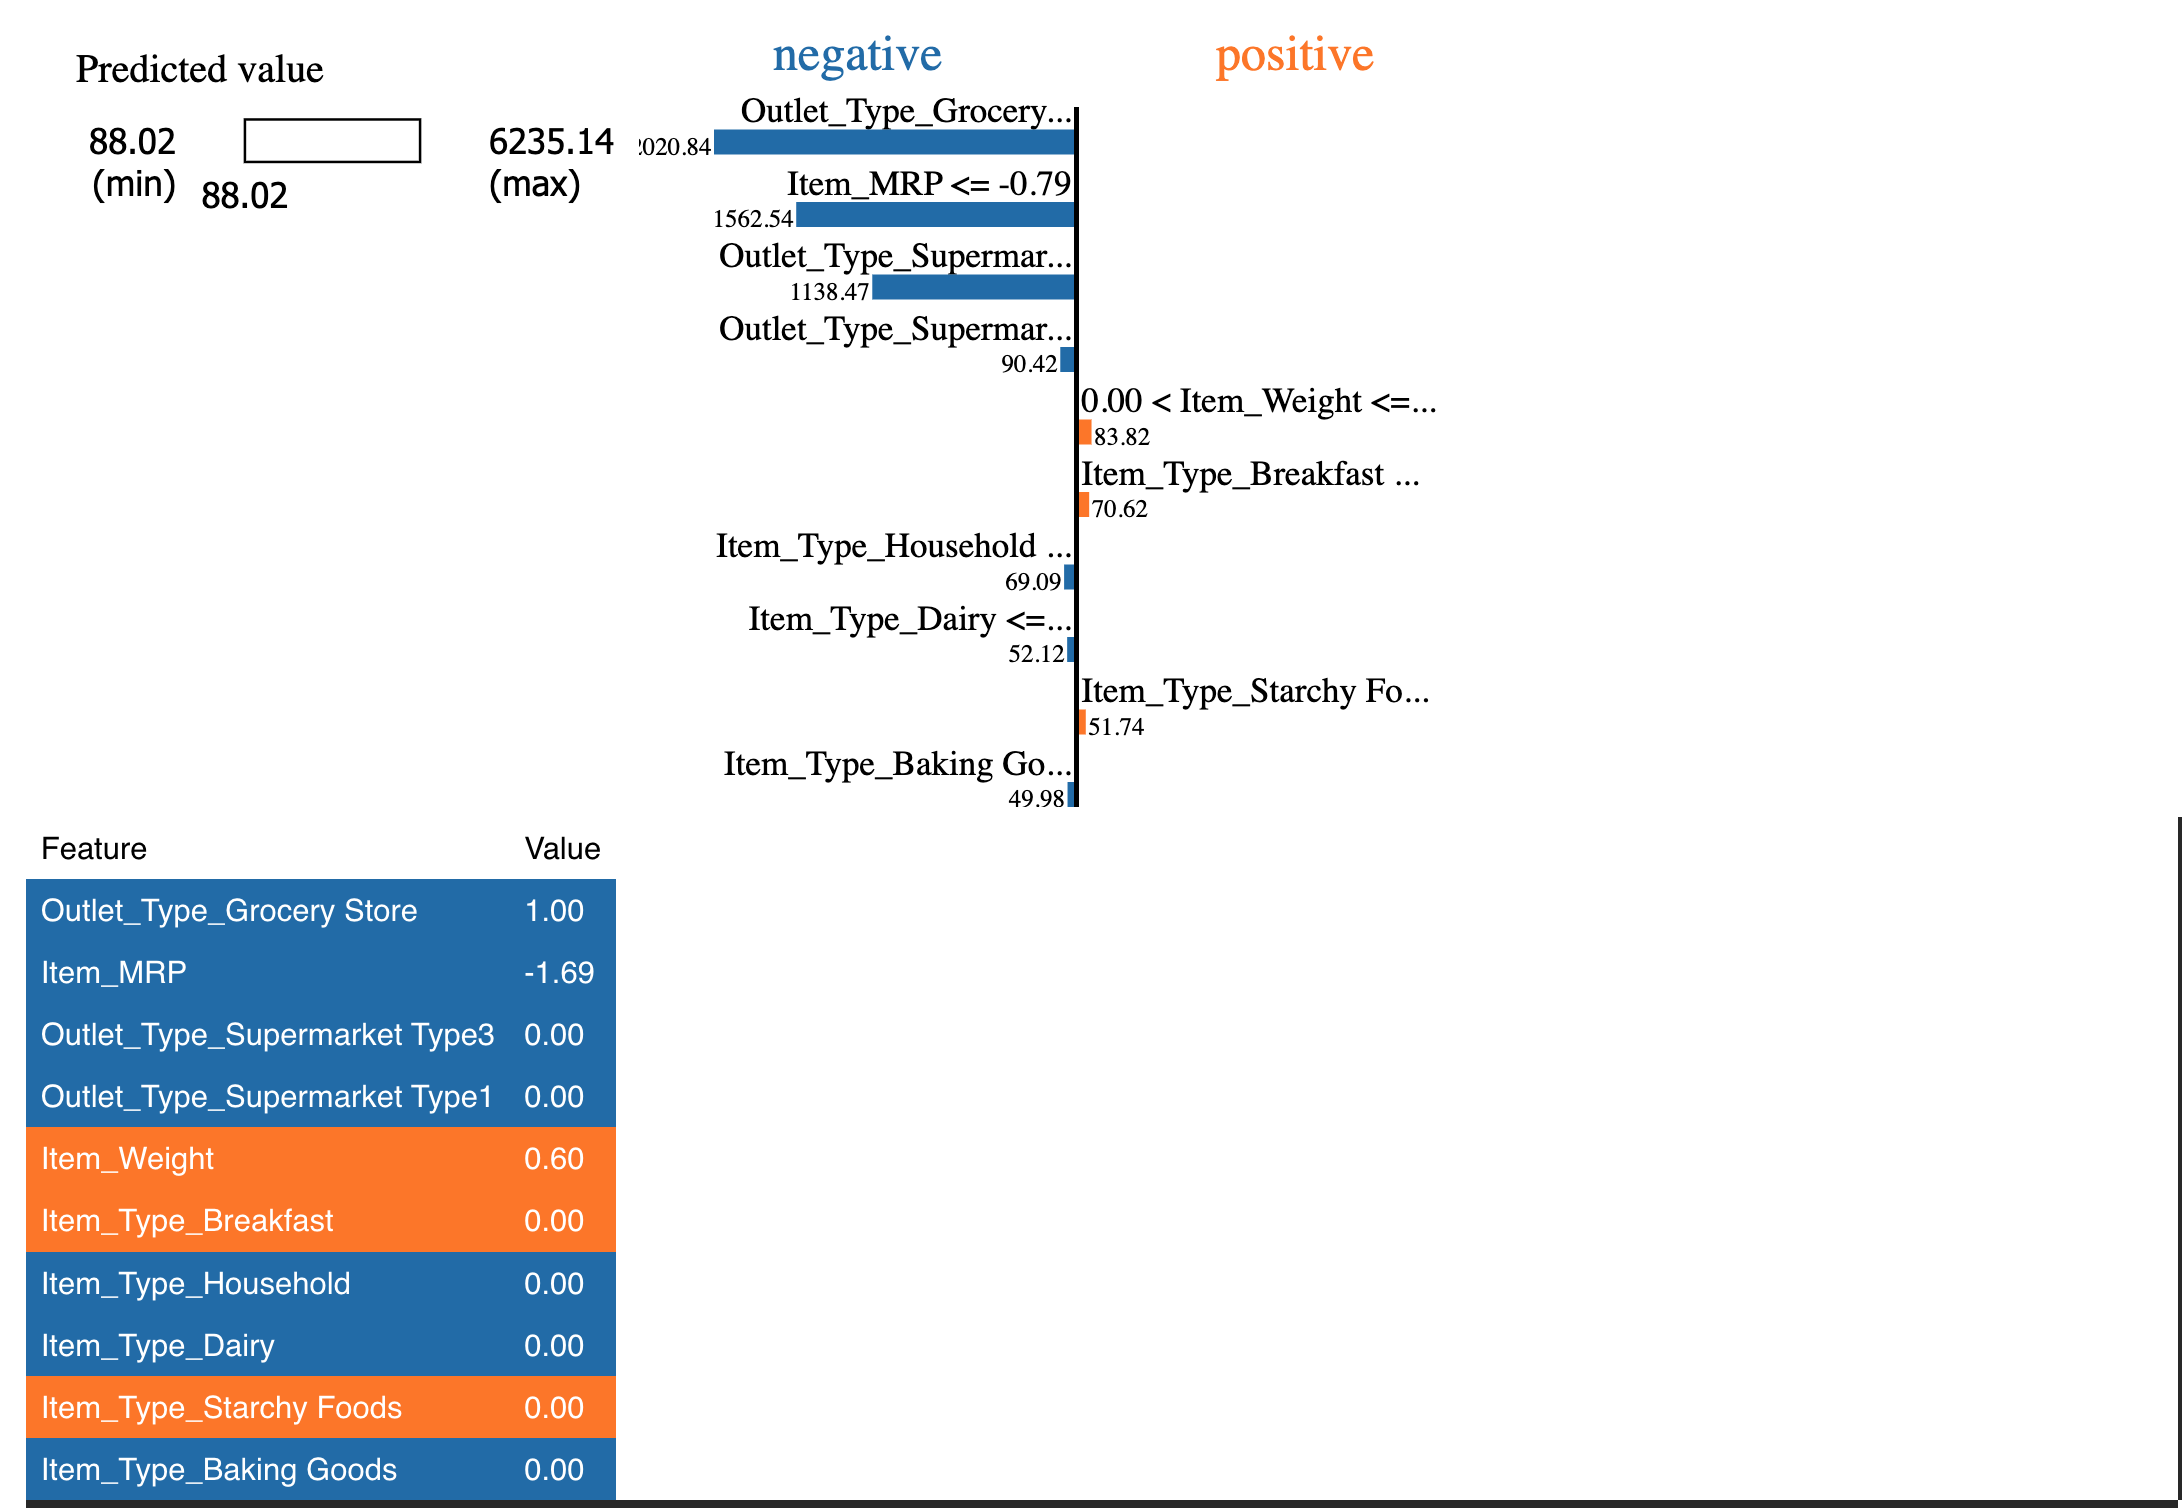 Predicted value
88.02
(min)
88.02
6235.14
(max)
negative
positive
Outlet_Type_Grocery...
2020.84
Item_MRP <= -0.79
1562.54
Outlet_Type_Supermar...
1138.47
Outlet_Type_Supermar...
90.42
0.00 < Item_Weight <=...
83.82
Item_Type_Breakfast ...
70.62
Item_Type_Household ...
69.09
Item_Type_Dairy <=...
52.12
Item_Type_Starchy Fo...
51.74
Item_Type_Baking Go...
49.98
Feature Value
Outlet_Type_Grocery Store 1.00
Item_MRP -1.69
Outlet_Type_Supermarket Type3 0.00
Outlet_Type_Supermarket Type1 0.00
Item_Weight 0.60
Item_Type_Breakfast 0.00
Item_Type_Household 0.00
Item_Type_Dairy 0.00
Item_Type_Starchy Foods 0.00
Item_Type_Baking Goods 0.00